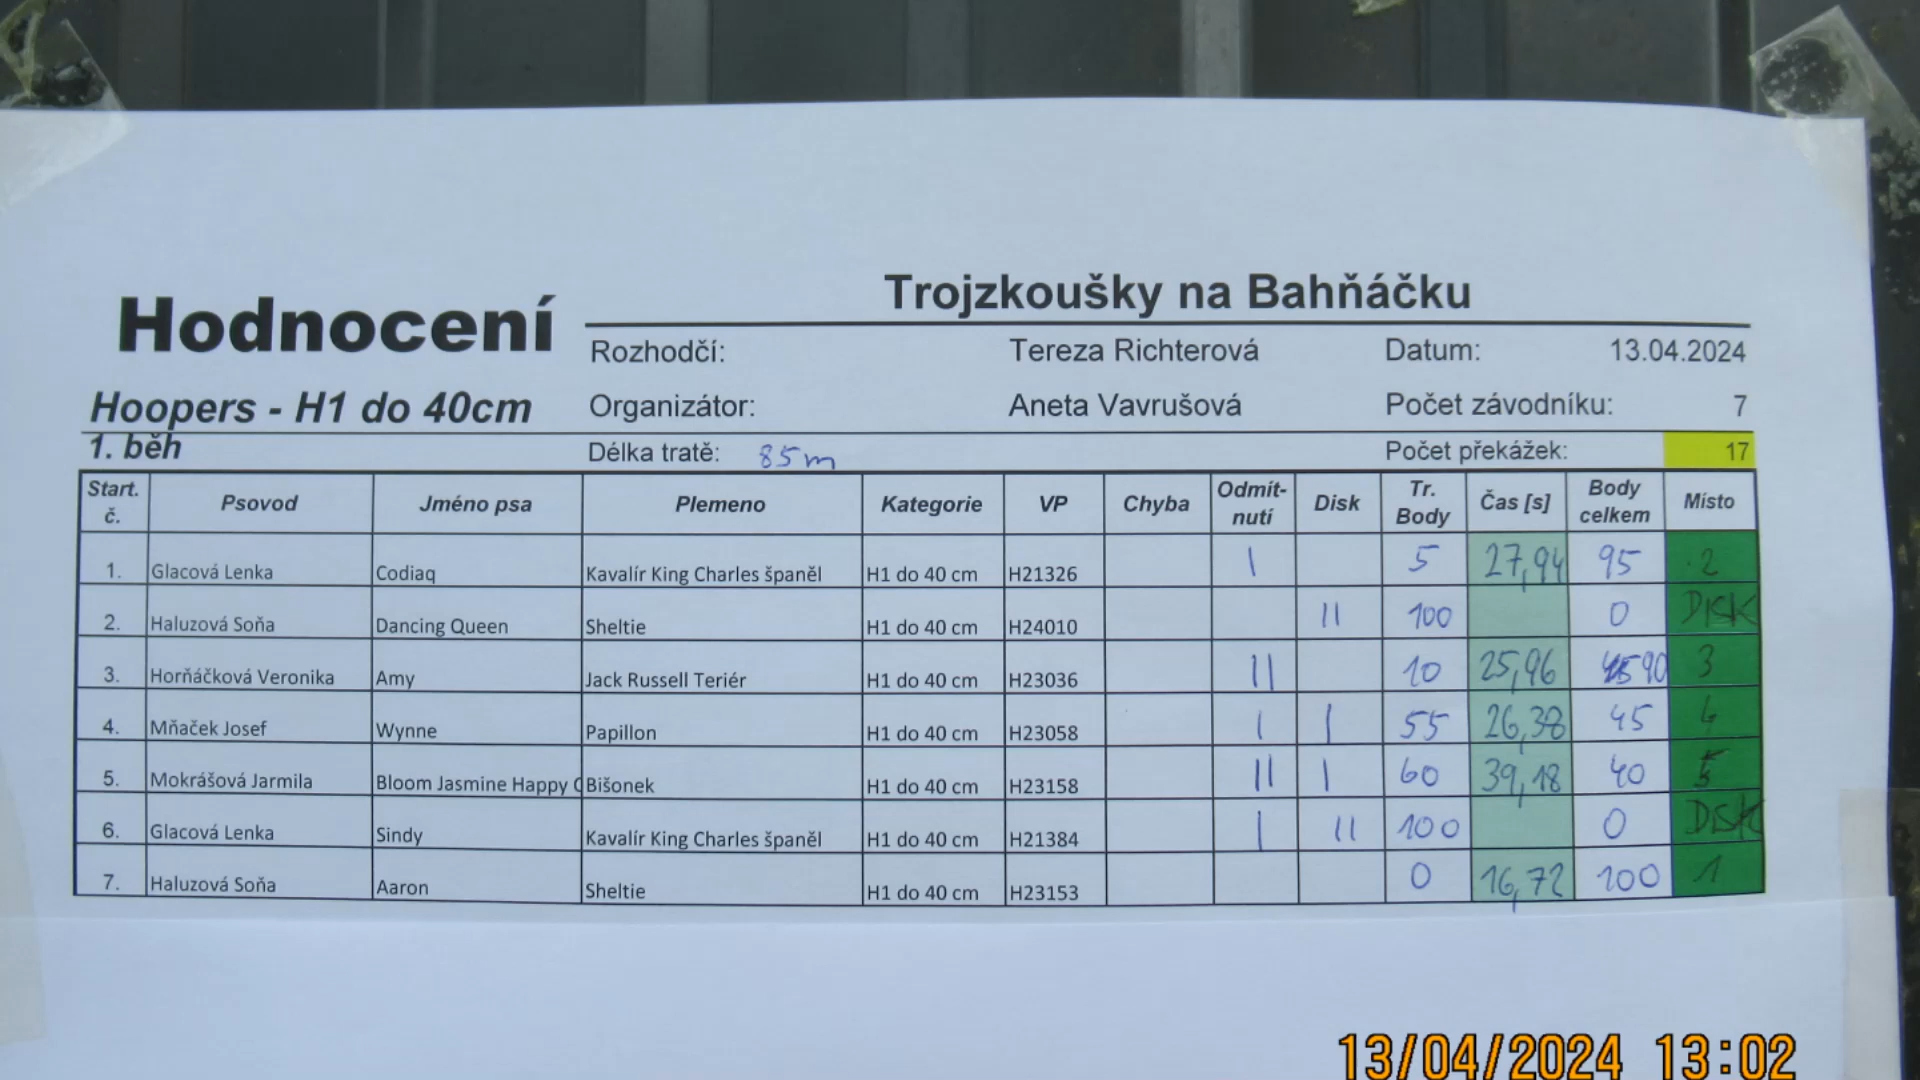 Trojzkoušky na Bahňáčku
Hodnocení
Rozhodčí: Tereza Richterová Datum: 13.04.2024
Hoopers - H1 do 40cm Organizátor: Aneta Vavrušová Počet závodníku: 7
1. běh Délka tratě: 85m Počet překážek: 17
Start. č. Psovod Jméno psa Plemeno Kategorie VP Chyba Odmít-nutí Disk Tr. Body Čas [s] Body celkem Místo
1. Glacová Lenka Codiaq Kavalír King Charles španěl H1 do 40 cm H21326 I 5 27,94 95 2
2. Haluzová Soňa Dancing Queen Sheltie H1 do 40 cm H24010 II 100 0 DISK
3. Horňáčková Veronika Amy Jack Russell Teriér H1 do 40 cm H23036 II 10 25,96 90 3
4. Mňaček Josef Wynne Papillon H1 do 40 cm H23058 I I 55 26,38 45 4
5. Mokrášová Jarmila Bloom Jasmine Happy Bišonek H1 do 40 cm H23158 II I 60 39,18 40 5
6. Glacová Lenka Sindy Kavalír King Charles španěl H1 do 40 cm H21384 I II 100 0 DISK
7. Haluzová Soňa Aaron Sheltie H1 do 40 cm H23153 0 16,72 100 1
13/04/2024 13:02